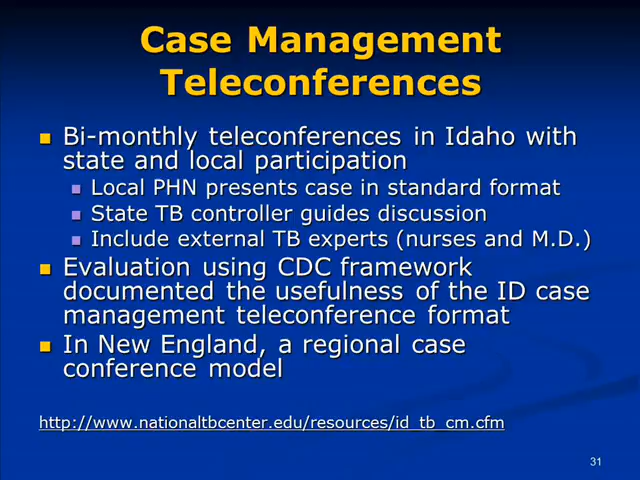 Case Management
Teleconferences
Bi-monthly teleconferences in Idaho with
state and local participation
Local PHN presents case in standard format
State TB controller guides discussion
Include external TB experts (nurses and M.D.)
Evaluation using CDC framework
documented the usefulness of the ID case
management teleconference format
In New England, a regional case
conference model
http://www.nationaltbcenter.edu/resources/id_tb_cm.cfm
31